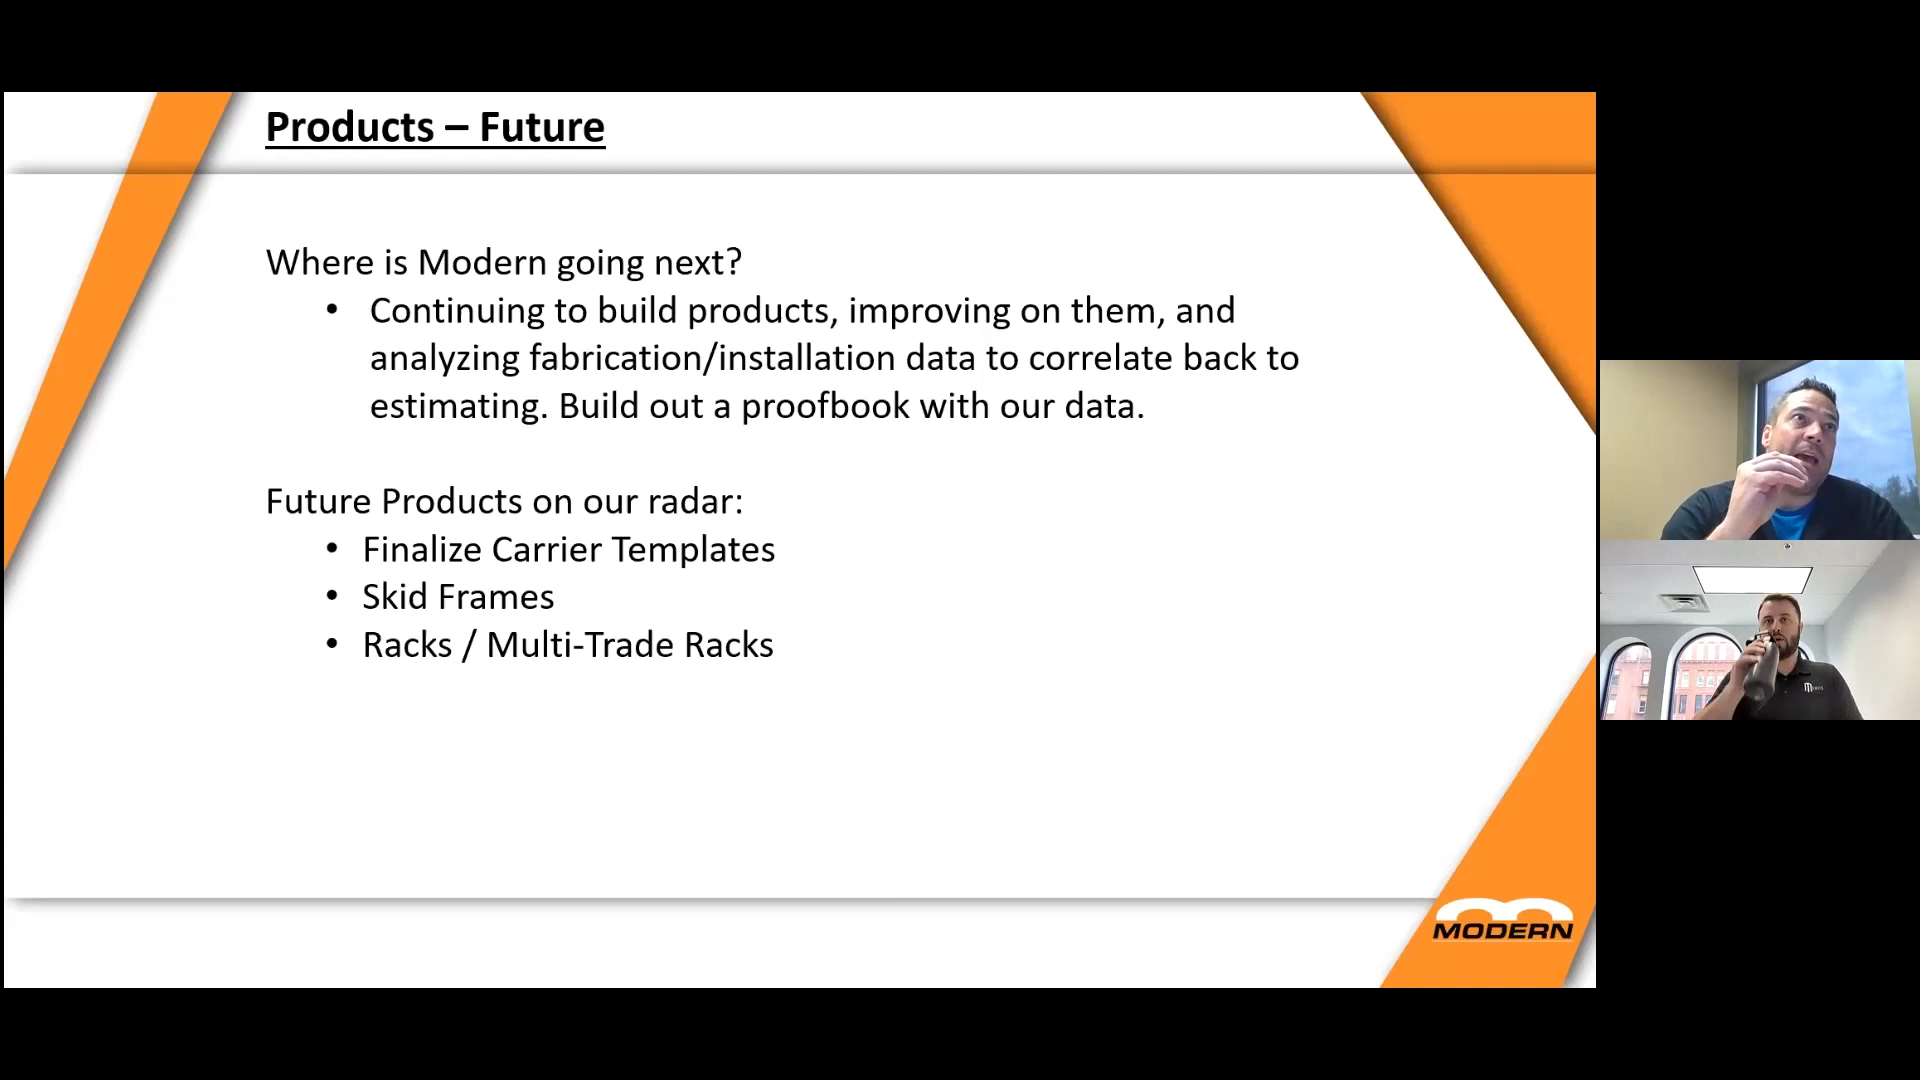 Products – Future
Where is Modern going next?
• Continuing to build products, improving on them, and
analyzing fabrication/installation data to correlate back to
estimating. Build out a proofbook with our data.
Future Products on our radar:
• Finalize Carrier Templates
• Skid Frames
• Racks / Multi-Trade Racks
MODERN